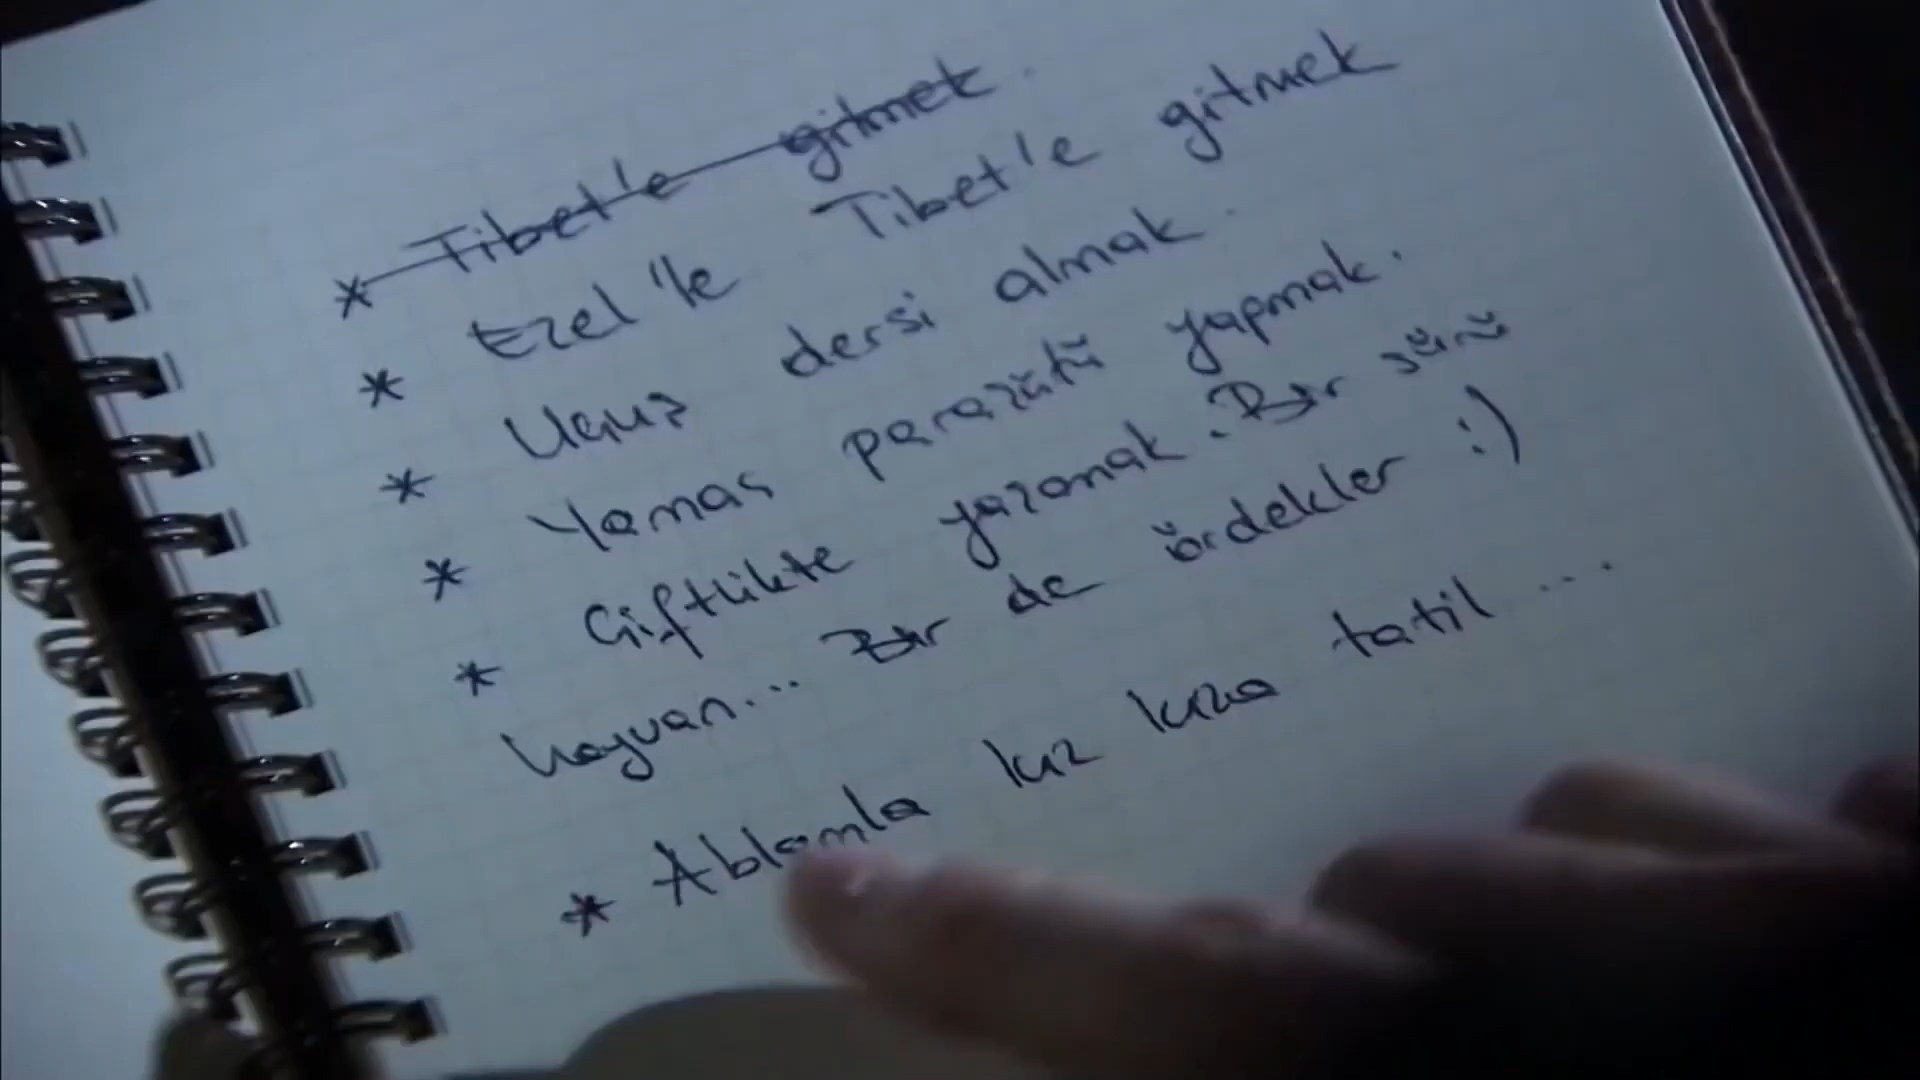 * Tibet'e gitmek.
* Ezel'le Tibet'e gitmek
* Uçuş dersi almak.
* Yamaç paraşütü yapmak.
* Çiftlikte yaşamak. Bir sürü
hayvan... Bir de ördekler :)
* Ablamla kız kıza tatil ...